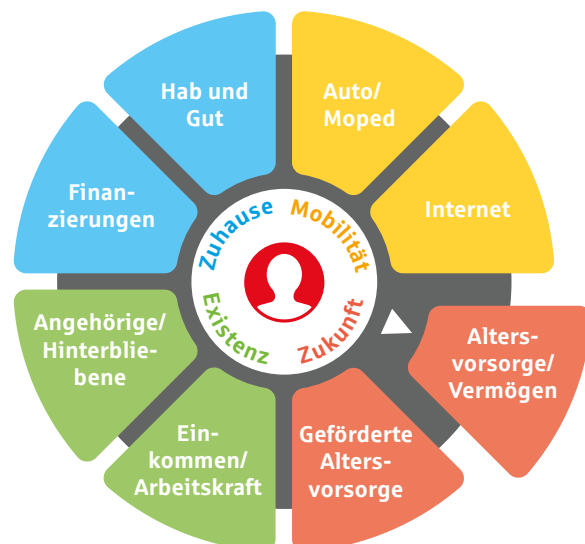 Hab und
Gut
Auto/
Moped
Finan-
zierungen
Internet
Zuhause
Mobilität
Existenz
Zukunft
Angehörige/
Hinterblie-
bene
Alters-
vorsorge/
Vermögen
Ein-
kommen/
Arbeitskraft
Geförderte
Alters-
vorsorge